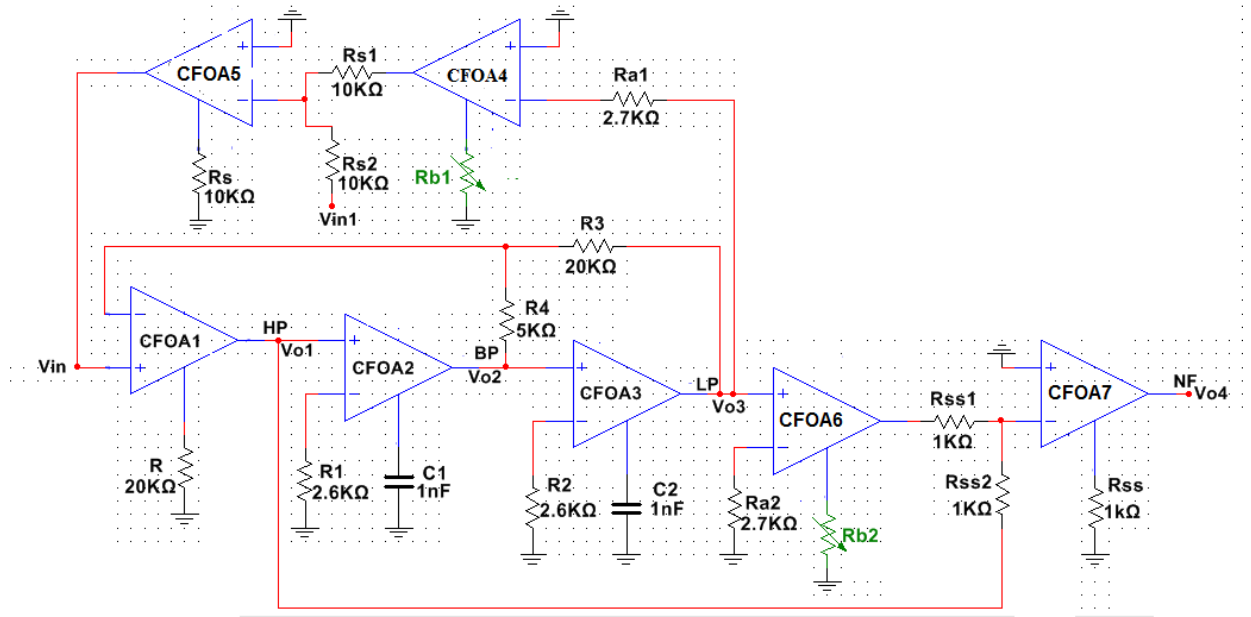 +
CFOA5
-
Rs1
10KΩ
+
CFOA4
-
Ra1
2.7KΩ
Rs
10KΩ
Rs2
10KΩ
Vin1
Rb1
R3
20KΩ
R4
5KΩ
-
CFOA1
+
Vin
HP
Vo1
+
CFOA2
-
BP
Vo2
+
CFOA3
-
LP
Vo3
+
CFOA6
-
Rss1
1KΩ
+
CFOA7
-
NF
Vo4
R
20KΩ
R1
2.6KΩ
C1
1nF
R2
2.6KΩ
C2
1nF
Ra2
2.7KΩ
Rb2
Rss2
1KΩ
Rss
1kΩ